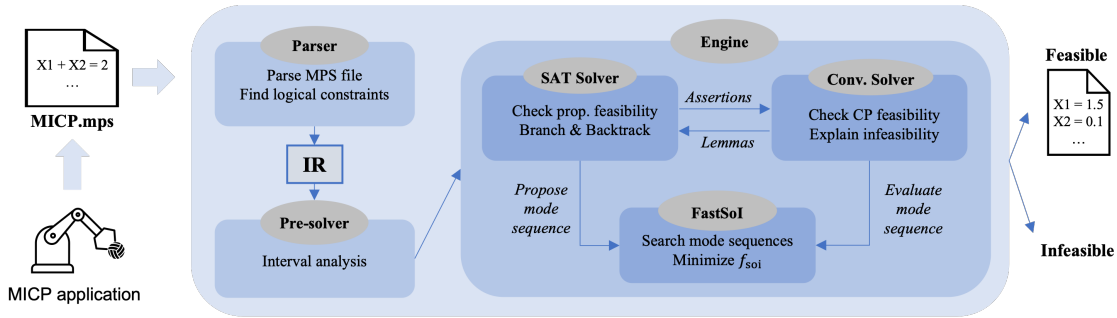 X1 + X2 = 2
…
MICP.mps
MICP application
Parser
Parse MPS file
Find logical constraints
IR
Pre-solver
Interval analysis
Engine
SAT Solver
Check prop. feasibility
Branch & Backtrack
Assertions
Lemmas
Conv. Solver
Check CP feasibility
Explain infeasibility
Propose
mode
sequence
Evaluate
mode
sequence
FastSoI
Search mode sequences
Minimize f_soi
Feasible
X1 = 1.5
X2 = 0.1
…
Infeasible